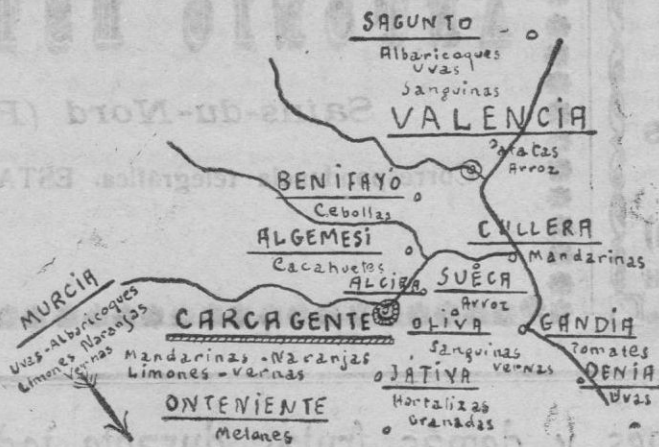 SAGUNTO
Albaricoques
Uvas
Sanguinas
VALENCIA
Patatas
Arroz
BENIFAYO
Cebollas
CULLERA
Mandarinas
ALGEMESI
Cacahuetes
ALCIRA
SUECA
Arroz
MURCIA
Uvas-Albaricoques
Limones Naranjas
Vernas
CARCAGENTE
Mandarinas - Naranjas
Limones - Vernas
OLIVA
Sanguinas
vernas
GANDIA
Tomates
JATIVA
Hortalizas
Granadas
DENIA
Uvas
ONTENIENTE
Melones
Sains-du-Nord (F
telegráfica. ESTA